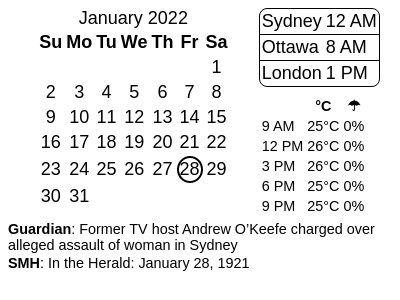 January 2022
Su Mo Tu We Th Fr Sa
1
2 3 4 5 6 7 8
9 10 11 12 13 14 15
16 17 18 19 20 21 22
23 24 25 26 27 28 29
30 31
Sydney 12 AM
Ottawa 8 AM
London 1 PM
°C ☂
9 AM 25°C 0%
12 PM 26°C 0%
3 PM 26°C 0%
6 PM 25°C 0%
9 PM 25°C 0%
Guardian: Former TV host Andrew O’Keefe charged over
alleged assault of woman in Sydney
SMH: In the Herald: January 28, 1921